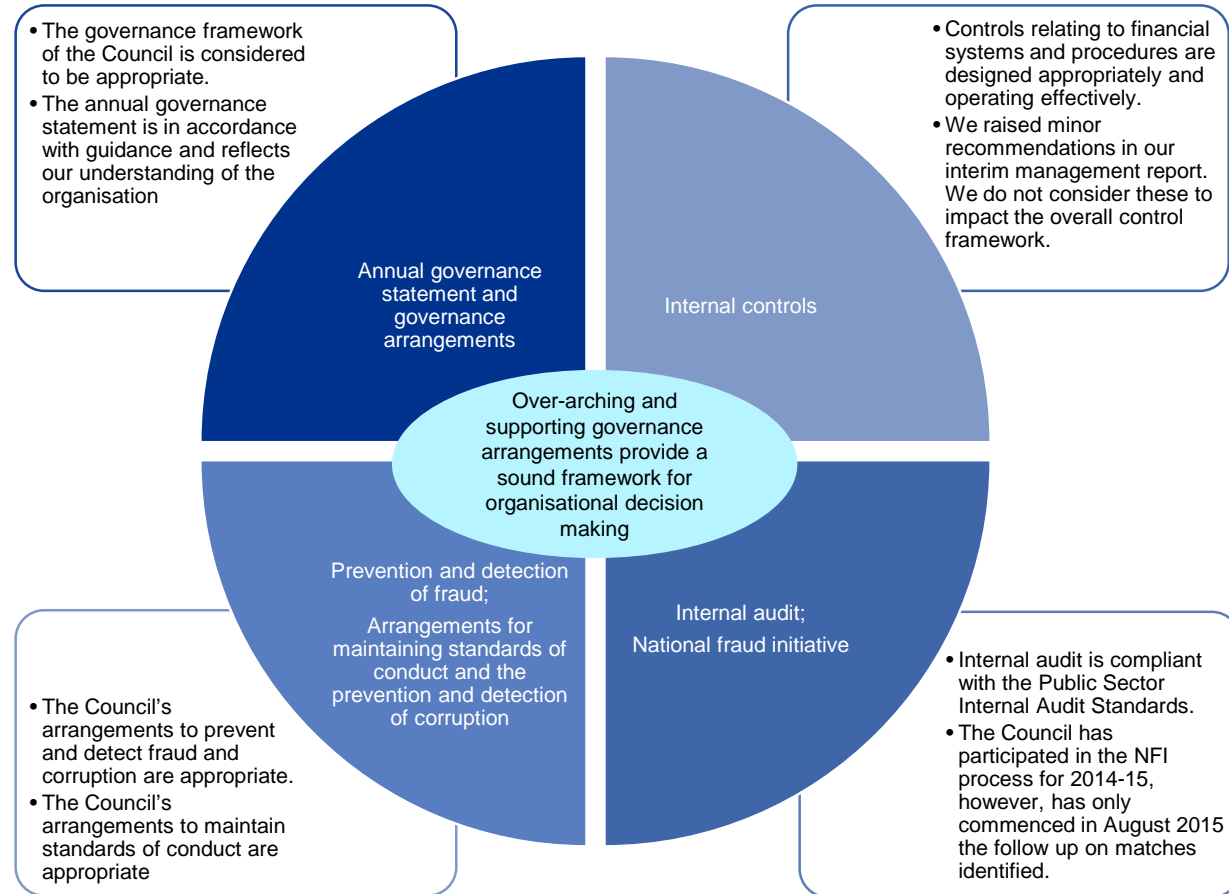 • The governance framework
of the Council is considered
to be appropriate.
• The annual governance
statement is in accordance
with guidance and reflects
our understanding of the
organisation
• Controls relating to financial
systems and procedures are
designed appropriately and
operating effectively.
• We raised minor
recommendations in our
interim management report.
We do not consider these to
impact the overall control
framework.
Annual governance
statement and
governance
arrangements
Internal controls
Over-arching and
supporting governance
arrangements provide a
sound framework for
organisational decision
making
Prevention and detection
of fraud;
Arrangements for
maintaining standards of
conduct and the
prevention and detection
of corruption
Internal audit;
National fraud initiative
• The Council’s
arrangements to prevent
and detect fraud and
corruption are appropriate.
• The Council’s
arrangements to maintain
standards of conduct are
appropriate
• Internal audit is compliant
with the Public Sector
Internal Audit Standards.
• The Council has
participated in the NFI
process for 2014-15,
however, has only
commenced in August 2015
the follow up on matches
identified.